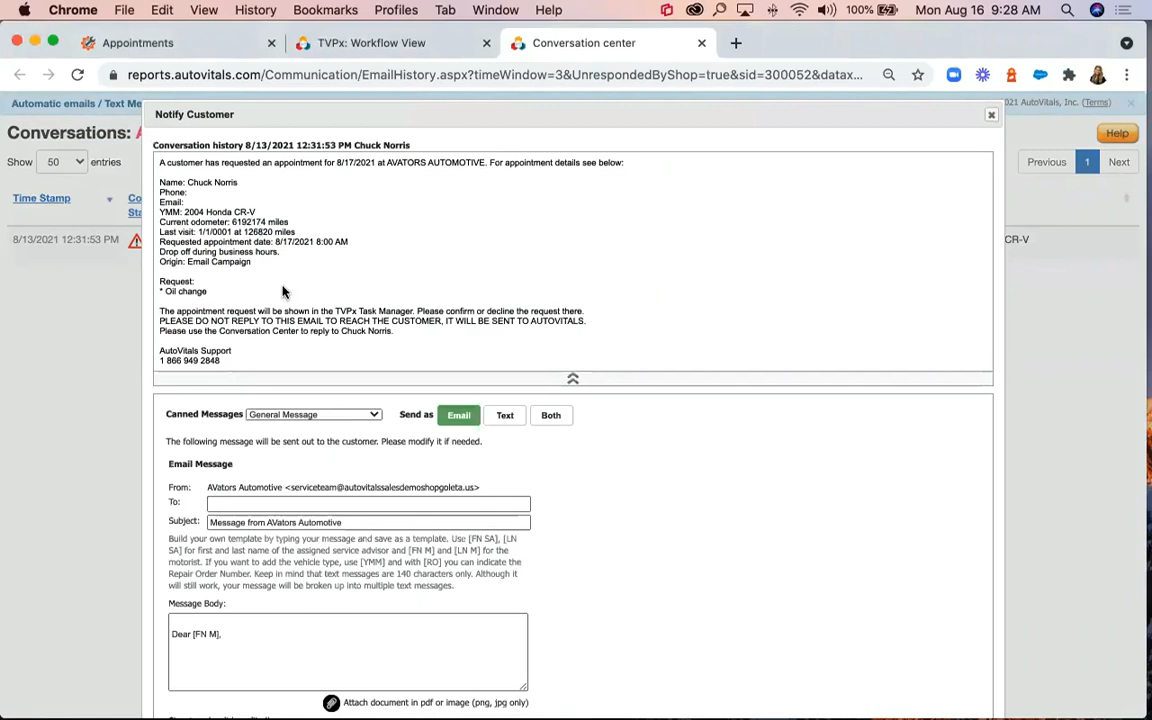 Chrome File Edit View History Bookmarks Profiles Tab Window Help 100% Mon Aug 16 9:28 AM
Appointments TVPx: Workflow View Conversation center
reports.autovitals.com/Communication/EmailHistory.aspx?timeWindow=3&UnrespondedByShop=true&sid=300052&datax...
Automatic emails / Text Me
021 AutoVitals, Inc. (Terms)
Notify Customer
Conversations: A
Help
Show 50 entries
Previous 1 Next
Time Stamp Co
Sta
8/13/2021 12:31:53 PM
CR-V
Conversation history 8/13/2021 12:31:53 PM Chuck Norris
A customer has requested an appointment for 8/17/2021 at AVATORS AUTOMOTIVE. For appointment details see below:
Name: Chuck Norris
Phone:
Email:
YMM: 2004 Honda CR-V
Current odometer: 6192174 miles
Last visit: 1/1/0001 at 126820 miles
Requested appointment date: 8/17/2021 8:00 AM
Drop off during business hours.
Origin: Email Campaign
Request:
* Oil change
The appointment request will be shown in the TVPx Task Manager. Please confirm or decline the request there.
PLEASE DO NOT REPLY TO THIS EMAIL TO REACH THE CUSTOMER, IT WILL BE SENT TO AUTOVITALS.
Please use the Conversation Center to reply to Chuck Norris.
AutoVitals Support
1 866 949 2848
Canned Messages General Message Send as Email Text Both
The following message will be sent out to the customer. Please modify it if needed.
Email Message
From: AVators Automotive <serviceteam@autovitalssalesdemoshopgoleta.us>
To:
Subject: Message from AVators Automotive
Build your own template by typing your message and save as a template. Use [FN SA], [LN
SA] for first and last name of the assigned service advisor and [FN M] and [LN M] for the
motorist. If you want to add the vehicle type, use [YMM] and with [RO] you can indicate the
Repair Order Number. Keep in mind that text messages are 140 characters only. Although it
will still work, your message will be broken up into multiple text messages.
Message Body:
Dear [FN M],
Attach document in pdf or image (png, jpg only)